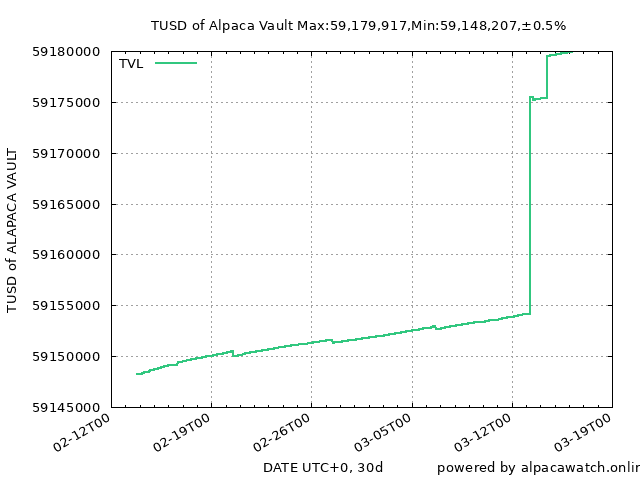 TUSD of Alpaca Vault Max:59,179,917,Min:59,148,207,±0.5%
TVL
59180000
59175000
59170000
59165000
59160000
59155000
59150000
59145000
TUSD of ALAPACA VAULT
02-12T00
02-19T00
02-26T00
03-05T00
03-12T00
03-19T00
DATE UTC+0, 30d
powered by alpacawatch.onlin